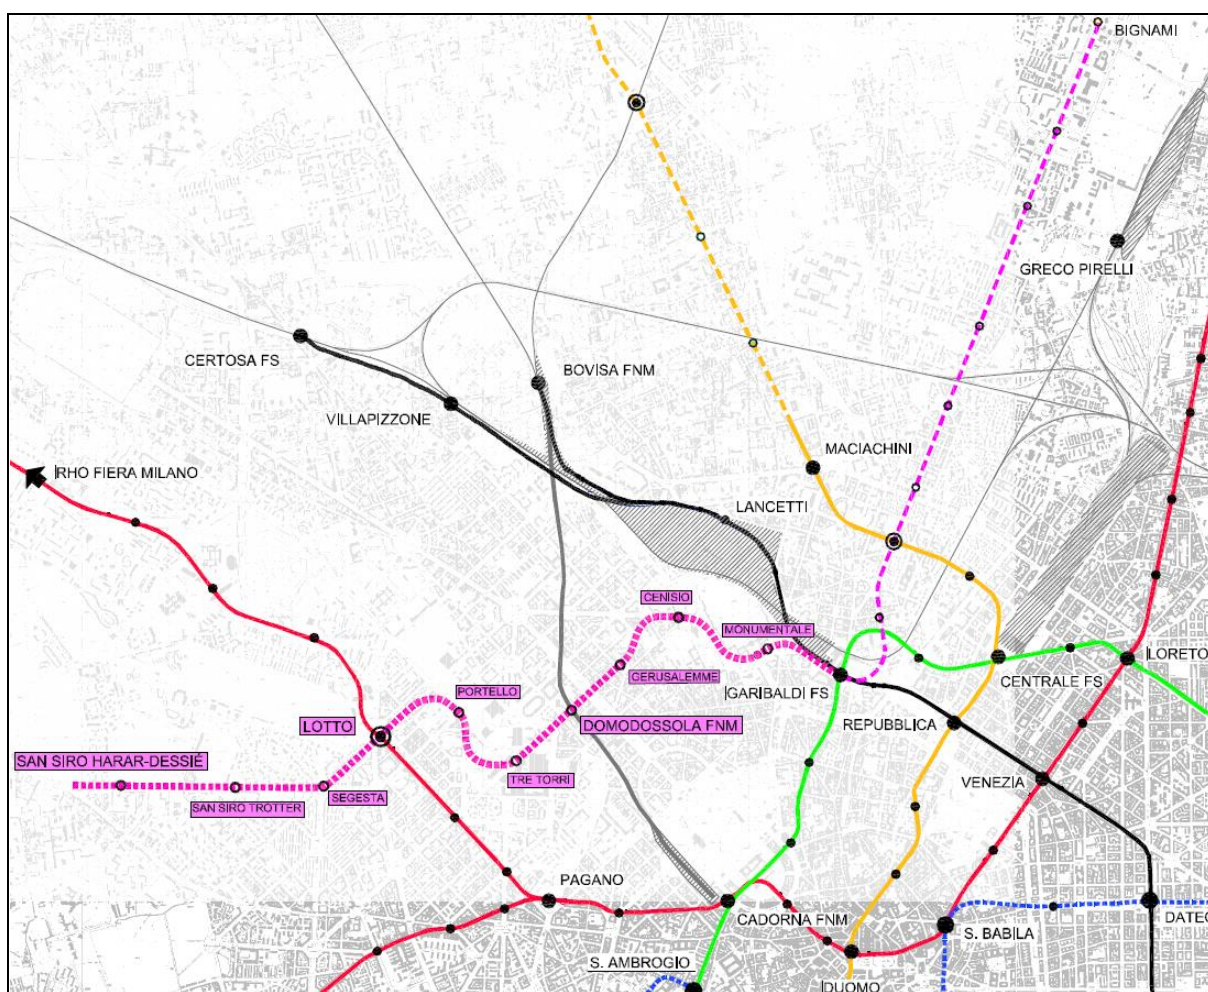 BIGNAMI
GRECO PIRELLI
CERTOSA FS
BOVISA FNM
VILLAPIZZONE
MACIACHINI
RHO FIERA MILANO
LANCETTI
CENISIO
MONUMENTALE
LORETO
CERUSALEMME
CENTRALE FS
GARIBALDI FS
PORTELLO
REPUBBLICA
LOTTO
DOMODOSSOLA FNM
SAN SIRO HARAR-DESSIÉ
TRE TORRI
VENEZIA
SEGESTA
SAN SIRO TROTTER
PAGANO
CADORNA FNM
DATEO
S. BABILA
S. AMBROGIO
DUOMO